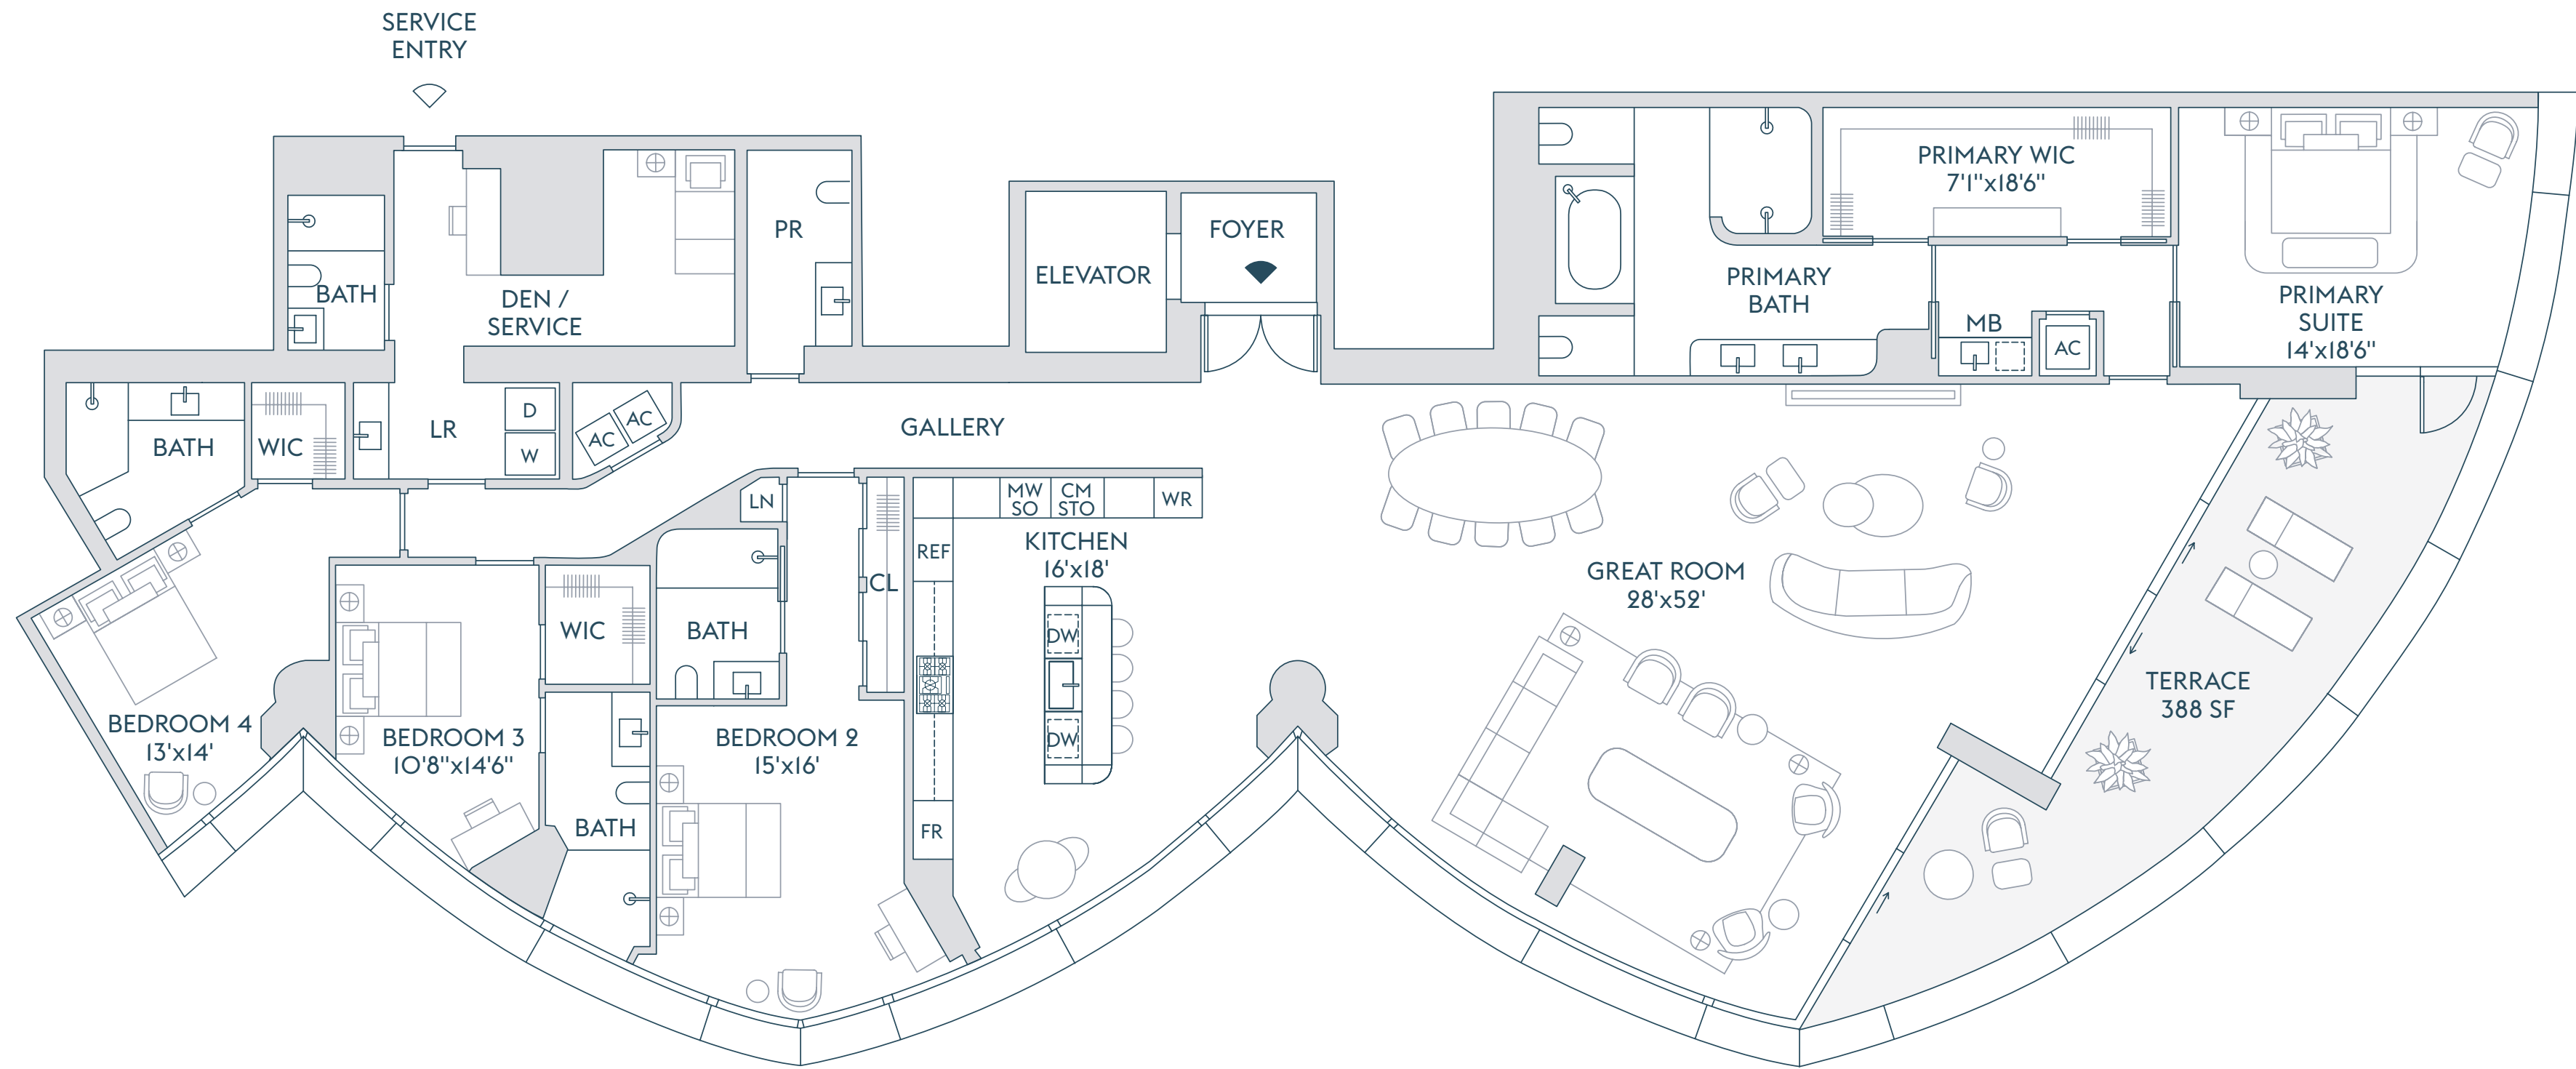 SERVICE
ENTRY
BATH
DEN /
SERVICE
PR
ELEVATOR
FOYER
PRIMARY
BATH
PRIMARY WIC
7'1"x18'6"
MB
AC
PRIMARY
SUITE
14'x18'6"
BATH
WIC
LR
D
W
AC
AC
GALLERY
LN
CL
MW
SO
CM
STO
WR
REF
KITCHEN
16'x18'
DW
DW
FR
GREAT ROOM
28'x52'
TERRACE
388 SF
BEDROOM 4
13'x14'
BEDROOM 3
10'8"x14'6"
WIC
BATH
BATH
BEDROOM 2
15'x16'